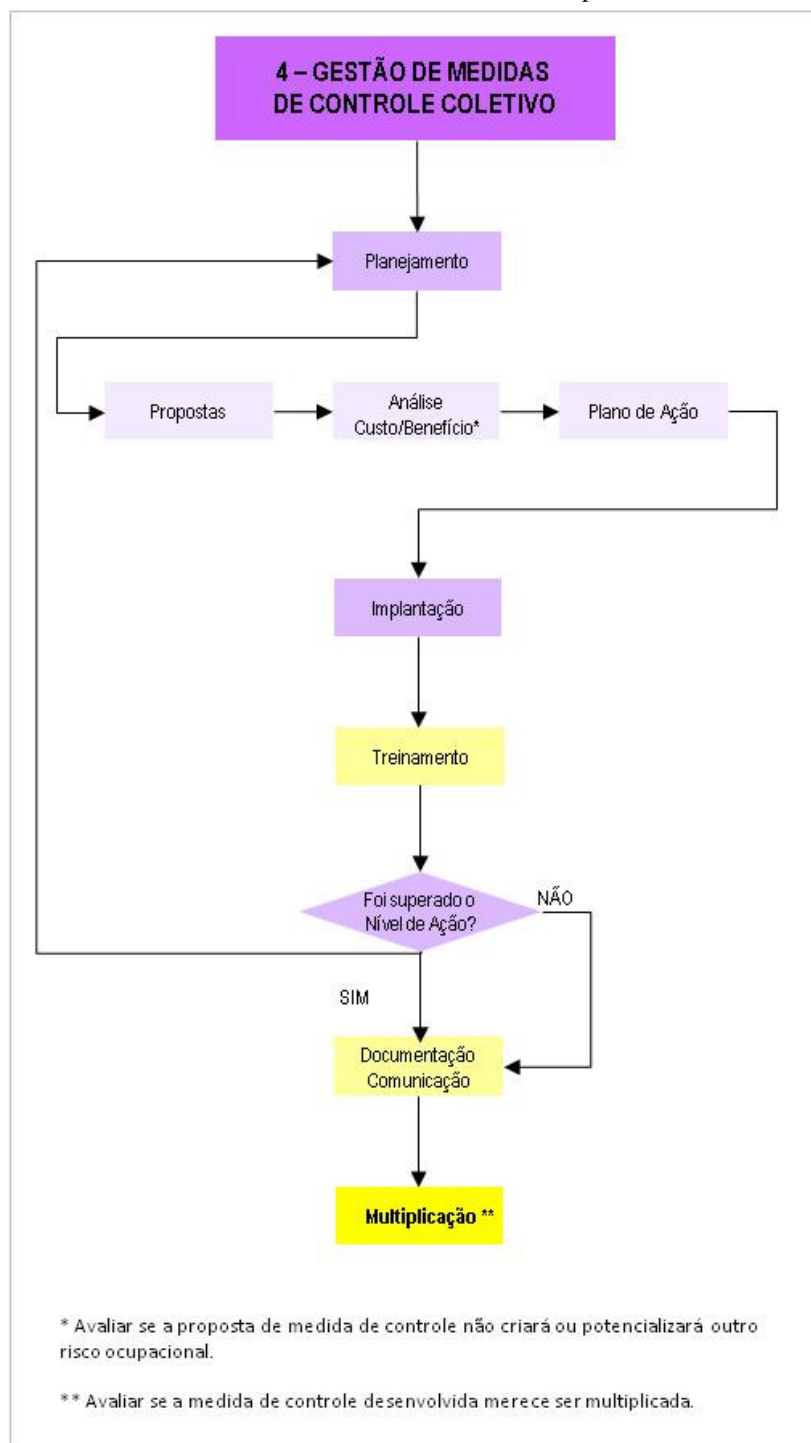 4 – GESTÃO DE MEDIDAS
DE CONTROLE COLETIVO
Planejamento
Propostas
Análise
Custo/Benefício*
Plano de Ação
Implantação
Treinamento
Foi superado o
Nível de Ação?
NÃO
SIM
Documentação
Comunicação
Multiplicação **
* Avaliar se a proposta de medida de controle não criará ou potencializará outro
risco ocupacional.
** Avaliar se a medida de controle desenvolvida merece ser multiplicada.